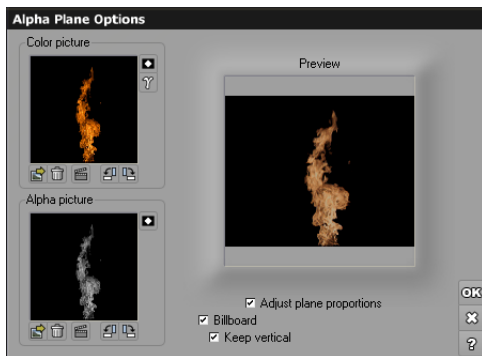 Alpha Plane Options
Color picture
Preview
Alpha picture
Adjust plane proportions
Billboard
Keep vertical
OK
?